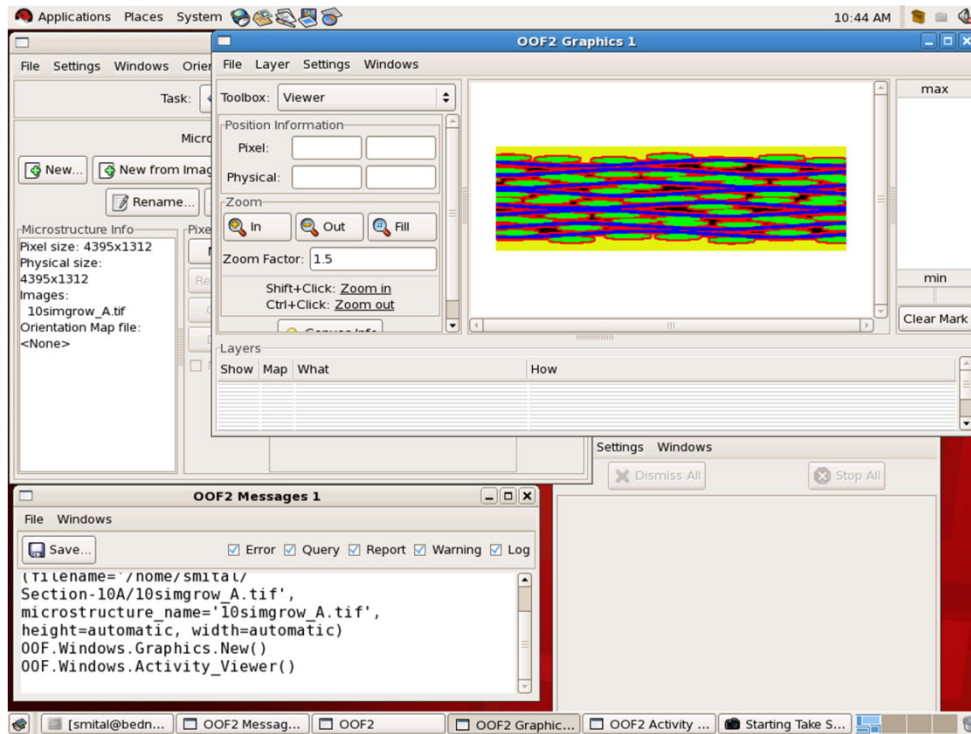 Applications Places System
10:44 AM
OOF2 Graphics 1
File Settings Windows
File Layer Settings Windows
Task:
Toolbox: Viewer
max
Position Information
Pixel:
Physical:
New...
New from
Rename...
Zoom
In
Out
Fill
Zoom Factor: 1.5
Shift+Click: Zoom in
Ctrl+Click: Zoom out
min
Clear Mark
Microstructure Info
Pixel size: 4395x1312
Physical size:
4395x1312
Images:
10simgrow_A.tif
Orientation Map file:
<None>
Layers
Show Map What How
Settings Windows
Dismiss All
Stop All
OOF2 Messages 1
File Windows
Save...
Error Query Report Warning Log
(filename='/home/smital/
Section-10A/10simgrow_A.tif',
microstructure_name='10simgrow_A.tif',
height=automatic, width=automatic)
OOF.Windows.Graphics.New()
OOF.Windows.Activity_Viewer()
[smital@bedn...
OOF2 Messag...
OOF2
OOF2 Graphic...
OOF2 Activity ...
Starting Take S...